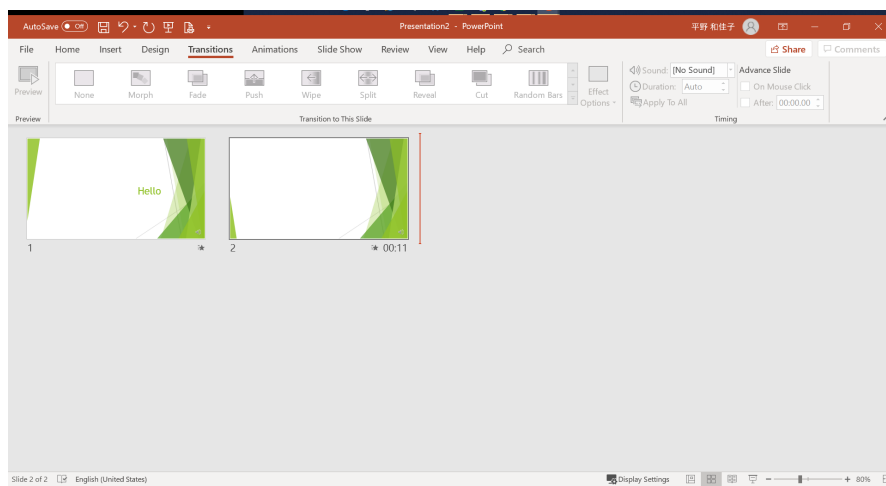 AutoSave Off Presentation2 - PowerPoint 平野 和佳子
File Home Insert Design Transitions Animations Slide Show Review View Help Search Share Comments
Preview None Morph Fade Push Wipe Split Reveal Cut Random Bars Effect Options
Sound: [No Sound] Advance Slide
Duration: Auto On Mouse Click
Apply To All After: 00:00.00
Preview Transition to This Slide Timing
Hello
1 2 00:11
Slide 2 of 2 English (United States) Display Settings 80%